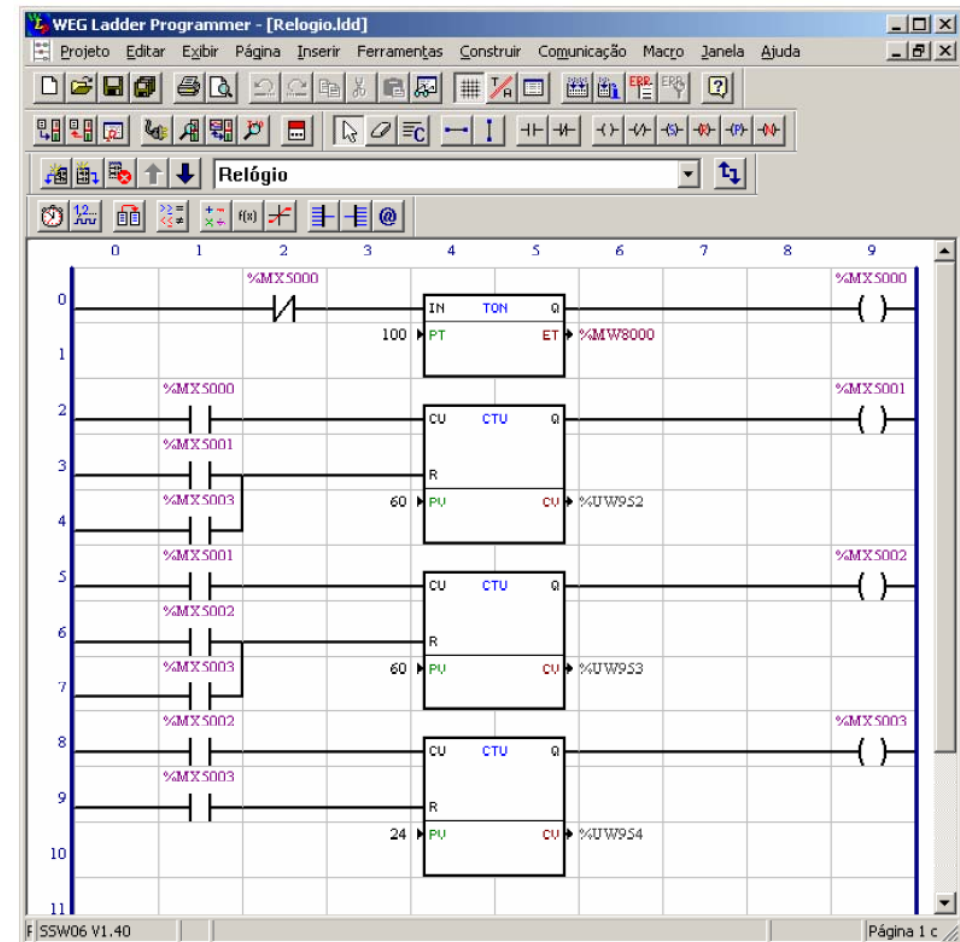 WEG Ladder Programmer - [Relogio.ldd]
Projeto Editar Exibir Página Inserir Ferramentas Construir Comunicação Macro Janela Ajuda
Relógio
0 1 2 3 4 5 6 7 8 9
%MX5000 %MX5000
0 IN TON Q
100 PT ET %MW8000
1
%MX5000 %MX5001
2 CU CTU Q
%MX5001
3 R
%MX5003 60 PV CV %UW952
4
%MX5001 %MX5002
5 CU CTU Q
%MX5002
6 R
%MX5003 60 PV CV %UW953
7
%MX5002 %MX5003
8 CU CTU Q
%MX5003
9 R
24 PV CV %UW954
10
11
SSW06 V1.40 Página 1 c